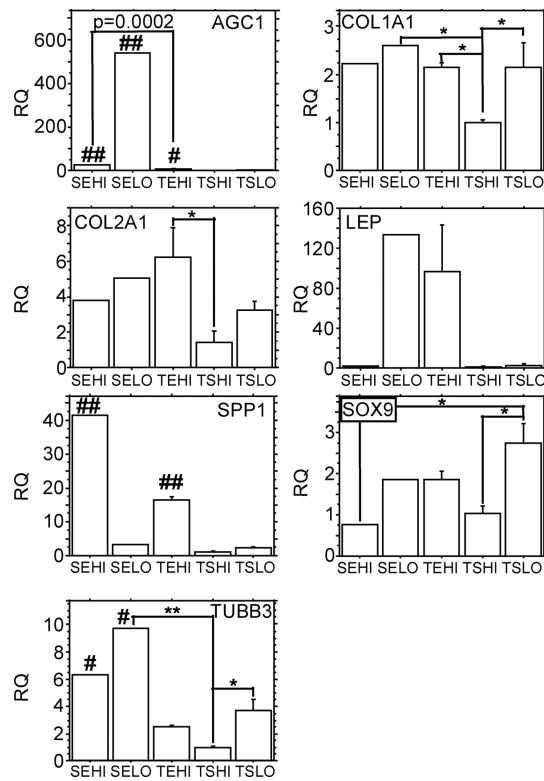 p=0.0002
AGC1
RQ
600
400
200
0
##
##
#
SEHI SELO TEHI TSHI TSLO
COL1A1
RQ
3
2
1
0
*
*
*
SEHI SELO TEHI TSHI TSLO
COL2A1
RQ
8
6
4
2
0
*
SEHI SELO TEHI TSHI TSLO
LEP
RQ
160
120
80
40
0
SEHI SELO TEHI TSHI TSLO
SPP1
RQ
40
30
20
10
0
##
##
SEHI SELO TEHI TSHI TSLO
SOX9
RQ
3
2
1
0
*
*
SEHI SELO TEHI TSHI TSLO
TUBB3
RQ
10
8
6
4
2
0
#
#
**
*
SEHI SELO TEHI TSHI TSLO